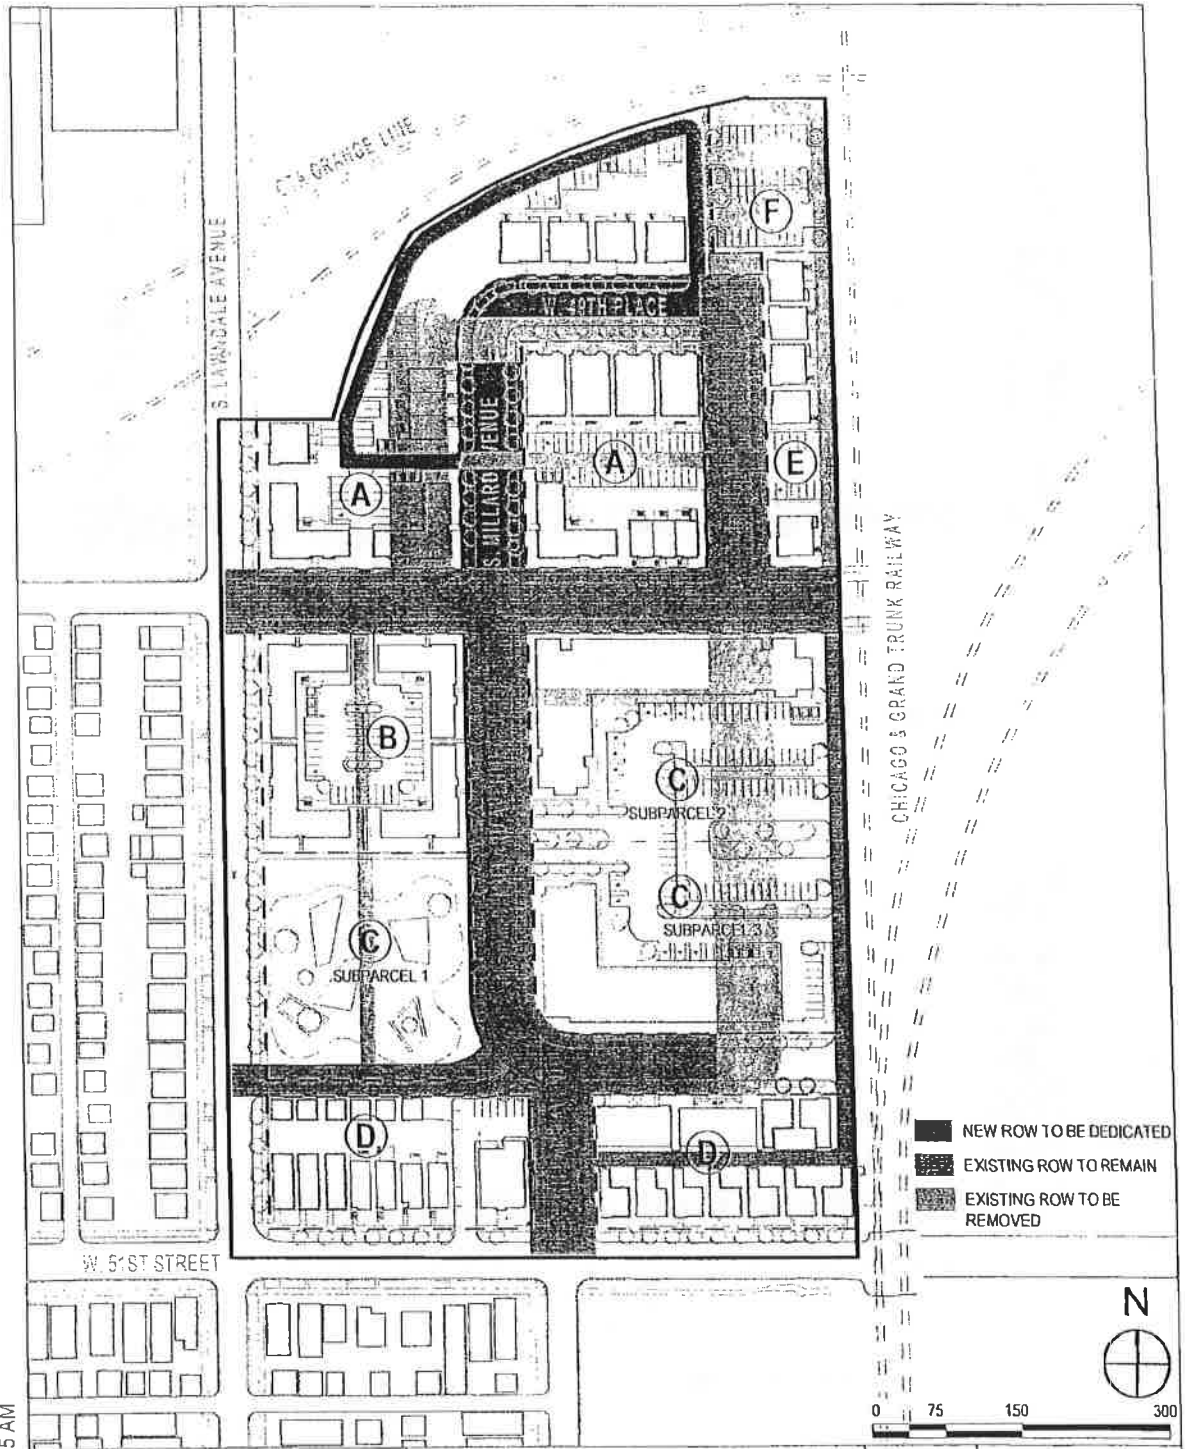 CTA ORANGE LINE
S LAWNDALE AVENUE
F
W. 49TH PLACE
S. MILLARD AVENUE
A
A
E
CHICAGO & GRAND TRUNK RAILWAY
B
C
SUBPARCEL 2
C
SUBPARCEL 3
C
SUBPARCEL 1
D
D
NEW ROW TO BE DEDICATED
EXISTING ROW TO REMAIN
EXISTING ROW TO BE
REMOVED
W. 51ST STREET
N
0 75 150 300
5 AM